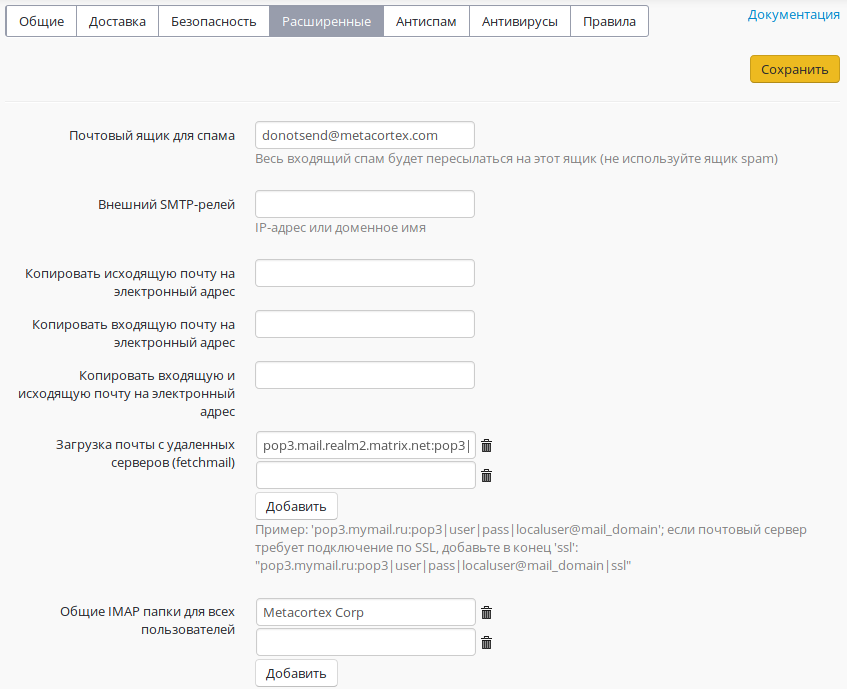 Общие
Доставка
Безопасность
Расширенные
Антиспам
Антивирусы
Правила
Документация
Сохранить
Почтовый ящик для спама
donotsend@metacortex.com
Весь входящий спам будет пересылаться на этот ящик (не используйте ящик spam)
Внешний SMTP-релей
IP-адрес или доменное имя
Копировать исходящую почту на
электронный адрес
Копировать входящую почту на
электронный адрес
Копировать входящую и
исходящую почту на электронный
адрес
Загрузка почты с удаленных
серверов (fetchmail)
pop3.mail.realm2.matrix.net:pop3|
Добавить
Пример: 'pop3.mymail.ru:pop3|user|pass|localuser@mail_domain'; если почтовый сервер
требует подключение по SSL, добавьте в конец 'ssl':
"pop3.mymail.ru:pop3|user|pass|localuser@mail_domain|ssl"
Общие IMAP папки для всех
пользователей
Metacortex Corp
Добавить